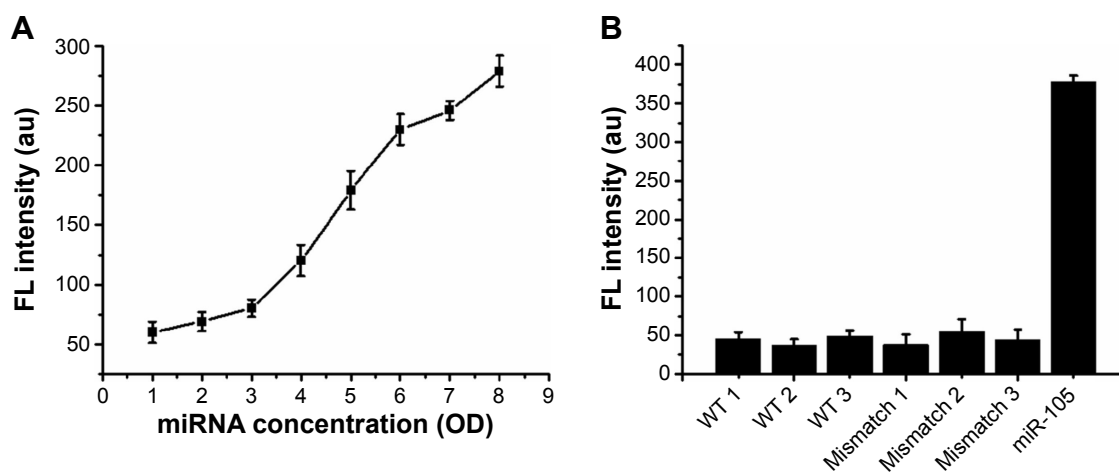 A
300
250
200
150
100
50
FL intensity (au)
0 1 2 3 4 5 6 7 8 9
miRNA concentration (OD)
B
400
350
300
250
200
150
100
50
0
FL intensity (au)
WT 1
WT 2
WT 3
Mismatch 1
Mismatch 2
Mismatch 3
miR-105